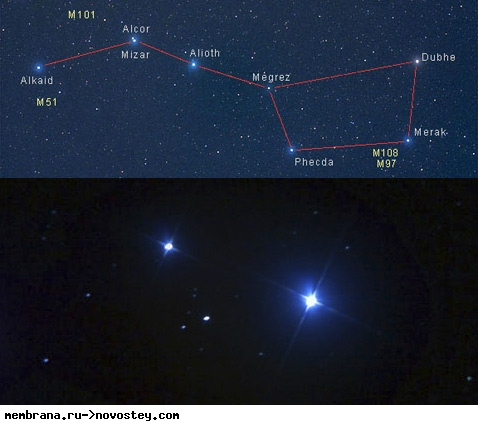 M101
Alcor
Mizar
Alioth
Dubhe
Alkaid
Mégrez
M51
Merak
M108
M97
Phecda
membrana.ru->novostey.com